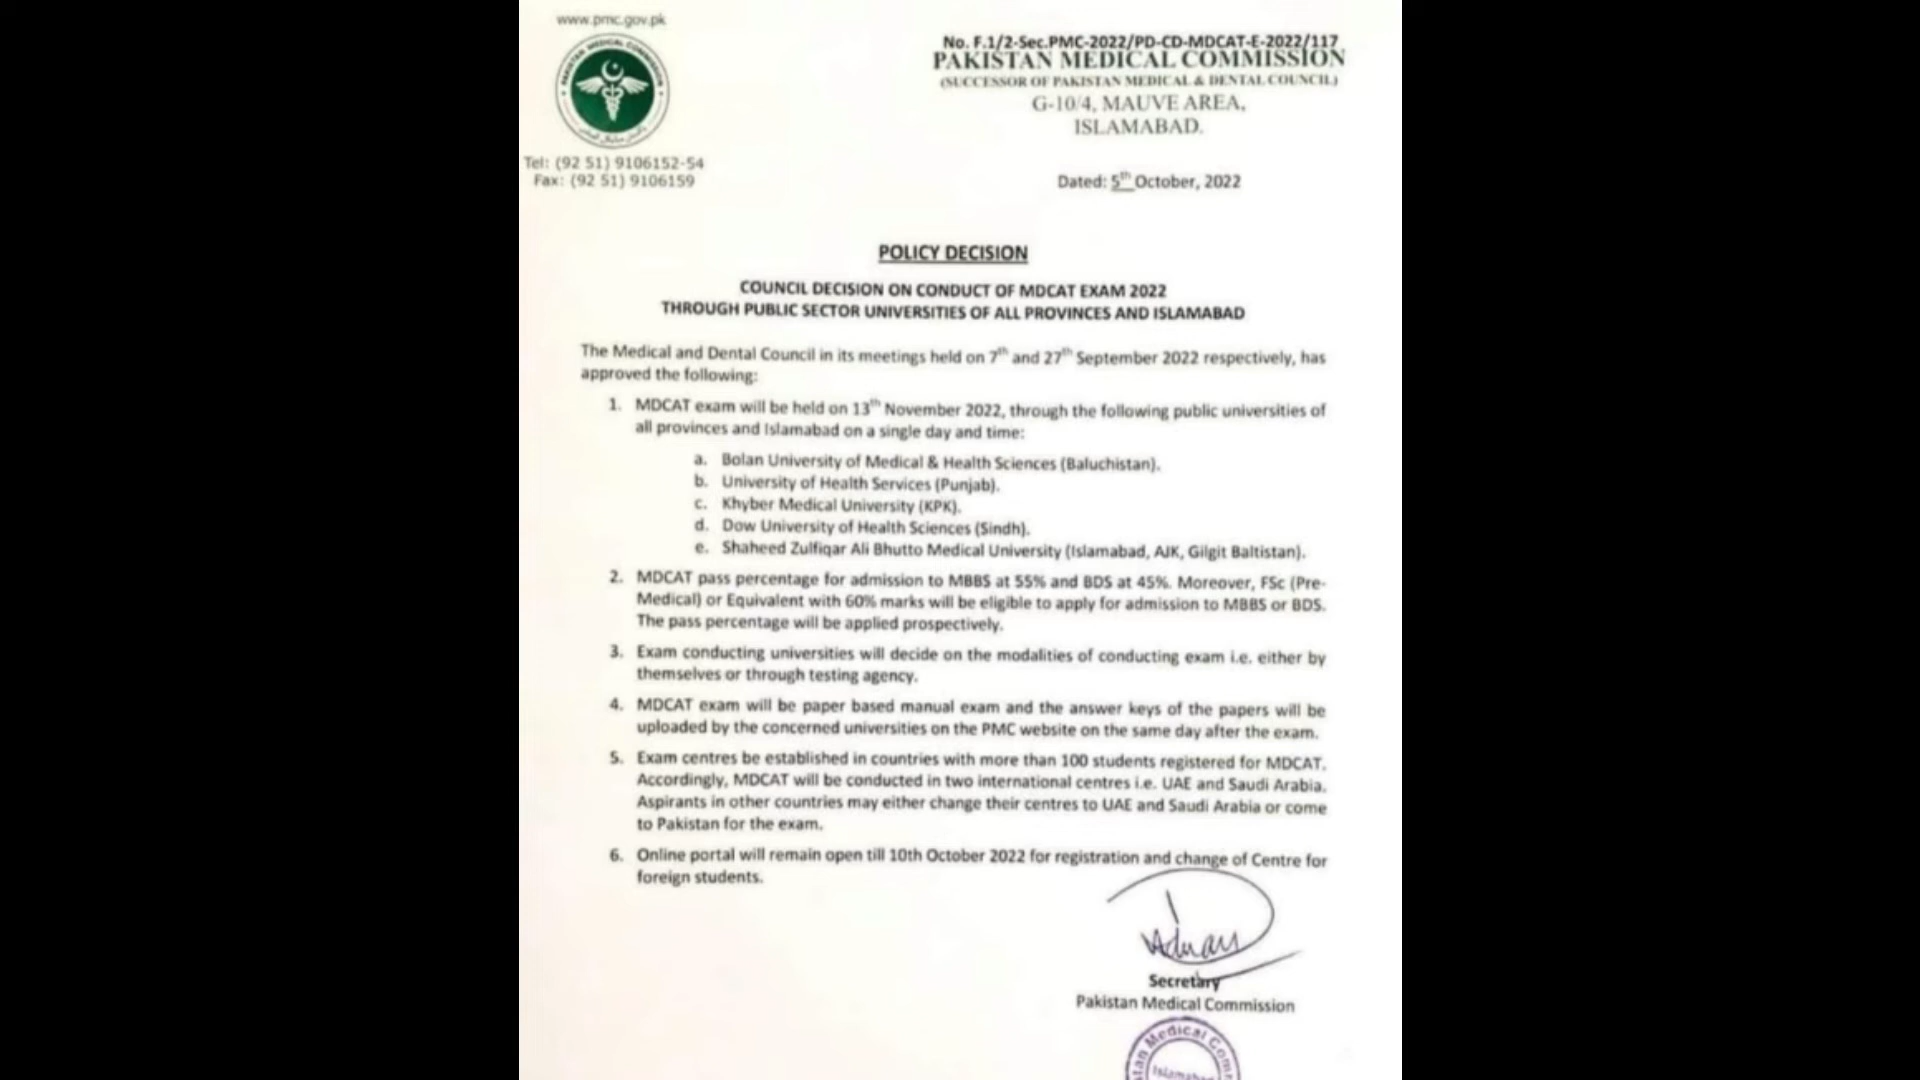 www.pmc.gov.pk
PAKISTAN MEDICAL COMMISSION
Tel: (92 51) 9106152-54
Fax: (92 51) 9106159
No. F.1/2-Sec.PMC-2022/PD-CD-MDCAT-E-2022/117
PAKISTAN MEDICAL COMMISSION
(SUCCESSOR OF PAKISTAN MEDICAL & DENTAL COUNCIL)
G-10/4, MAUVE AREA,
ISLAMABAD.
Dated: 5th October, 2022
POLICY DECISION
COUNCIL DECISION ON CONDUCT OF MDCAT EXAM 2022
THROUGH PUBLIC SECTOR UNIVERSITIES OF ALL PROVINCES AND ISLAMABAD
The Medical and Dental Council in its meetings held on 7th and 27th September 2022 respectively, has
approved the following:
1. MDCAT exam will be held on 13th November 2022, through the following public universities of
all provinces and Islamabad on a single day and time:
a. Bolan University of Medical & Health Sciences (Baluchistan).
b. University of Health Services (Punjab).
c. Khyber Medical University (KPK).
d. Dow University of Health Sciences (Sindh).
e. Shaheed Zulfiqar Ali Bhutto Medical University (Islamabad, AJK, Gilgit Baltistan).
2. MDCAT pass percentage for admission to MBBS at 55% and BDS at 45%. Moreover, FSc (Pre-
Medical) or Equivalent with 60% marks will be eligible to apply for admission to MBBS or BDS.
The pass percentage will be applied prospectively.
3. Exam conducting universities will decide on the modalities of conducting exam i.e. either by
themselves or through testing agency.
4. MDCAT exam will be paper based manual exam and the answer keys of the papers will be
uploaded by the concerned universities on the PMC website on the same day after the exam.
5. Exam centres be established in countries with more than 100 students registered for MDCAT.
Accordingly, MDCAT will be conducted in two international centres i.e. UAE and Saudi Arabia.
Aspirants in other countries may either change their centres to UAE and Saudi Arabia or come
to Pakistan for the exam.
6. Online portal will remain open till 10th October 2022 for registration and change of Centre for
foreign students.
Adnan
Secretary
Pakistan Medical Commission
Medical
Islamabad